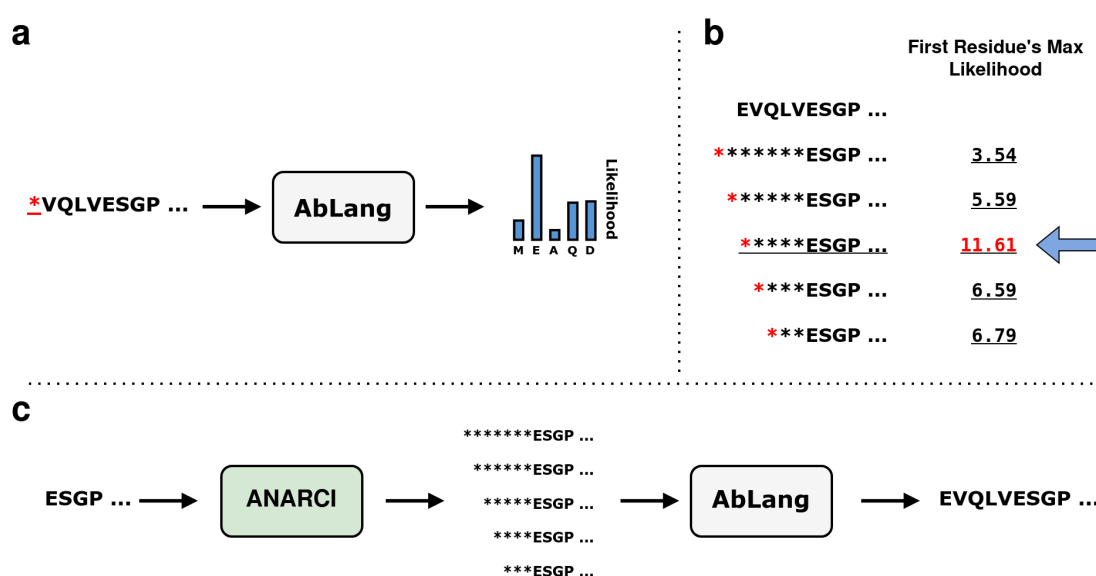 a
*VQLVESGP ...
AbLang
Likelihood
M E A Q D
b
First Residue's Max
Likelihood
EVQLVESGP ...
*******ESGP ... 3.54
******ESGP ... 5.59
*****ESGP ... 11.61
****ESGP ... 6.59
***ESGP ... 6.79
c
ESGP ...
ANARCI
*******ESGP ...
******ESGP ...
*****ESGP ...
****ESGP ...
***ESGP ...
AbLang
EVQLVESGP ...